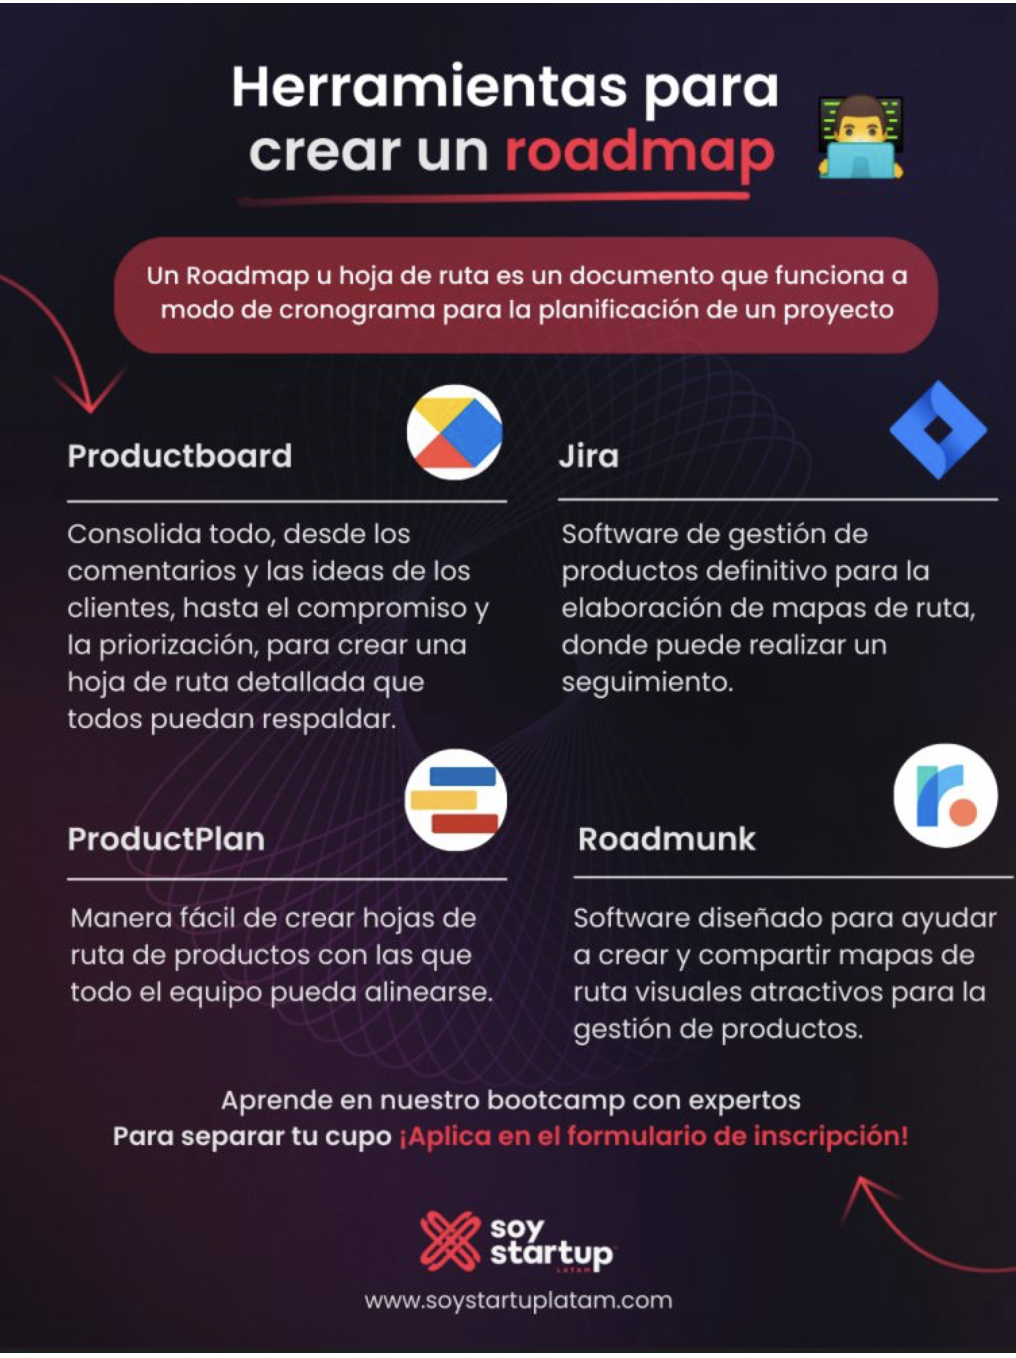 Herramientas para
crear un roadmap
Un Roadmap u hoja de ruta es un documento que funciona a
modo de cronograma para la planificación de un proyecto
Productboard
Consolida todo, desde los
comentarios y las ideas de los
clientes, hasta el compromiso y
la priorización, para crear una
hoja de ruta detallada que
todos puedan respaldar.
Jira
Software de gestión de
productos definitivo para la
elaboración de mapas de ruta,
donde puede realizar un
seguimiento.
ProductPlan
Manera fácil de crear hojas de
ruta de productos con las que
todo el equipo pueda alinearse.
Roadmunk
Software diseñado para ayudar
a crear y compartir mapas de
ruta visuales atractivos para la
gestión de productos.
Aprende en nuestro bootcamp con expertos
Para separar tu cupo ¡Aplica en el formulario de inscripción!
soy
startup
LATAM
www.soystartuplatam.com